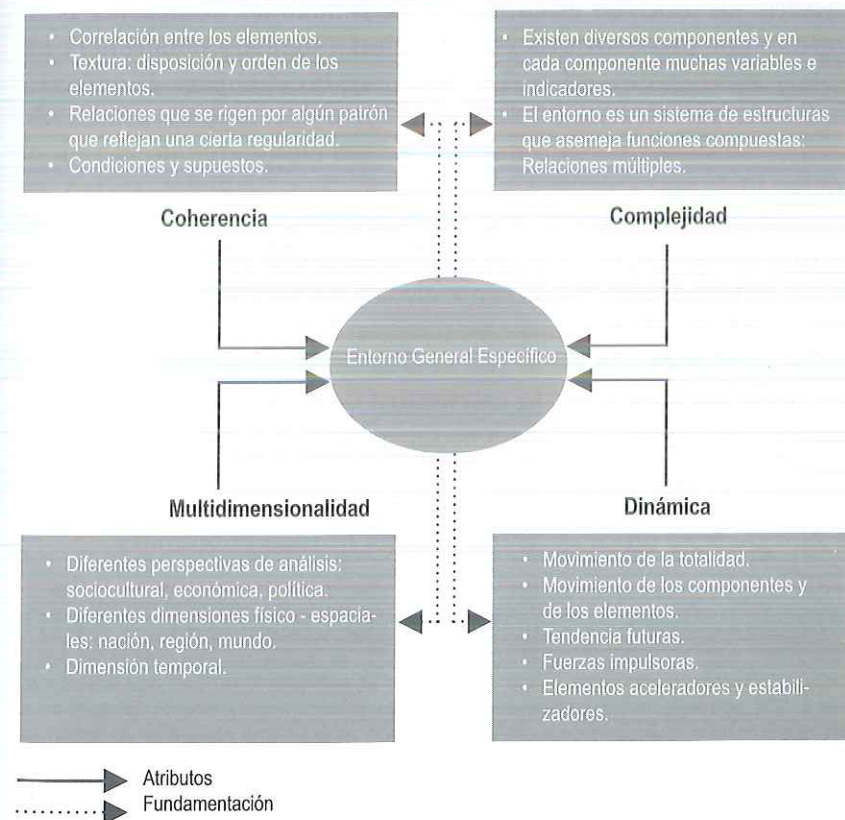 • Correlación entre los elementos.
• Textura: disposición y orden de los
elementos.
• Relaciones que se rigen por algún patrón
que reflejan una cierta regularidad.
• Condiciones y supuestos.
Coherencia
• Existen diversos componentes y en
cada componente muchas variables e
indicadores.
• El entorno es un sistema de estructuras
que asemeja funciones compuestas:
Relaciones múltiples.
Complejidad
Entorno General Específico
Multidimensionalidad
• Diferentes perspectivas de análisis:
sociocultural, económica, política.
• Diferentes dimensiones físico - espacia-
les: nación, región, mundo.
• Dimensión temporal.
Dinámica
• Movimiento de la totalidad.
• Movimiento de los componentes y
de los elementos.
• Tendencia futuras.
• Fuerzas impulsoras.
• Elementos aceleradores y estabili-
zadores.
Atributos
Fundamentación